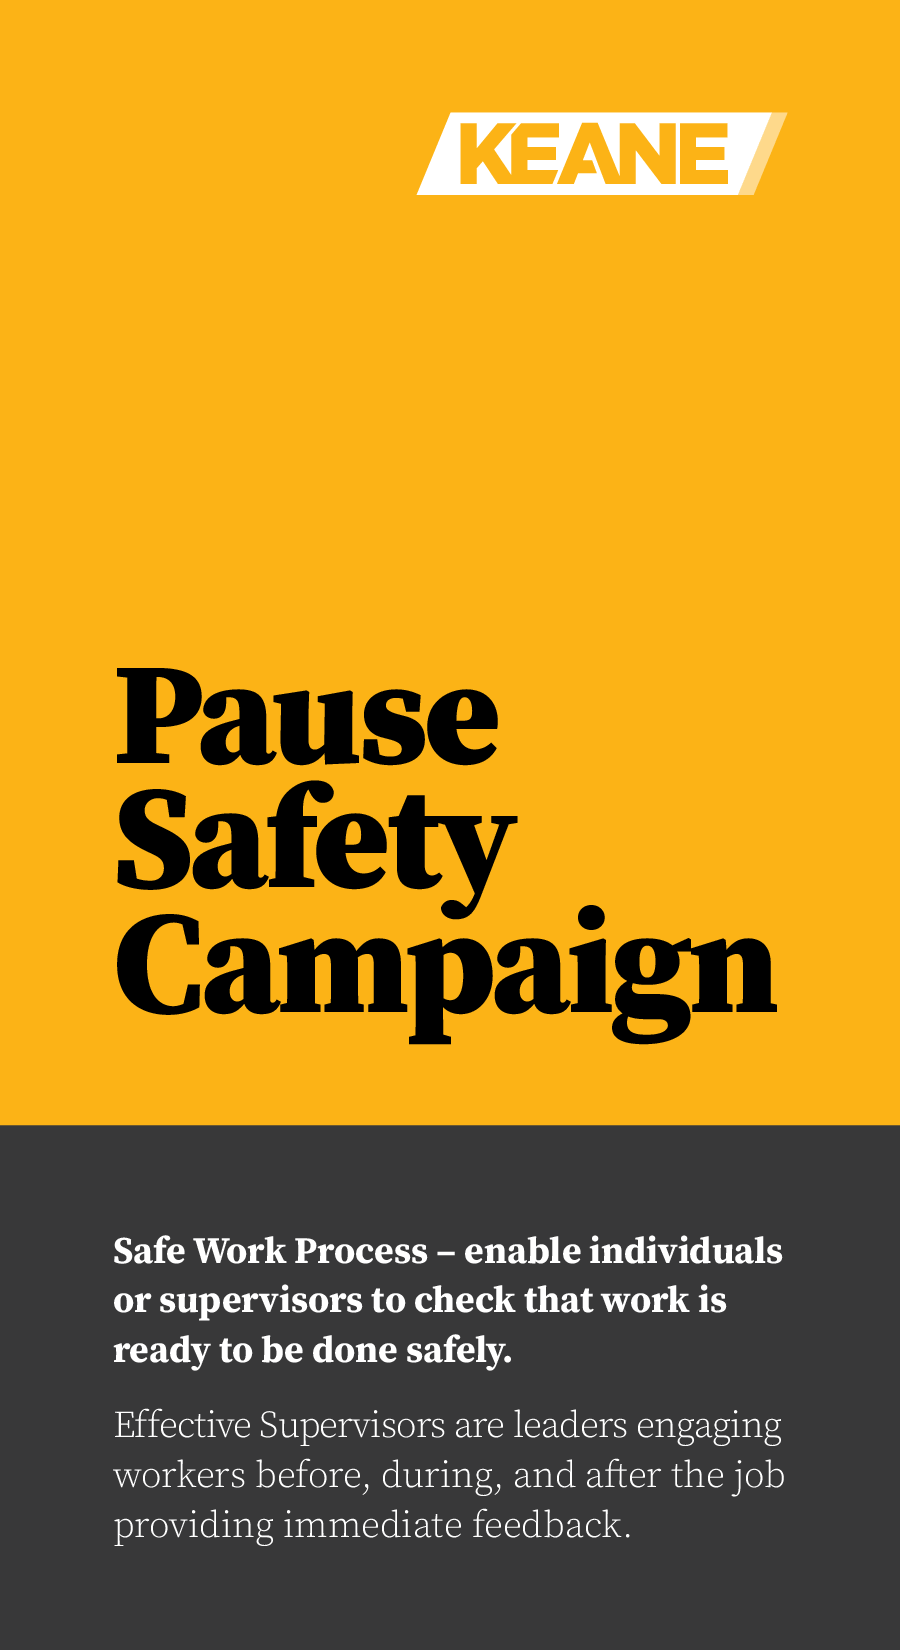 KEANE
Pause
Safety
Campaign
Safe Work Process – enable individuals
or supervisors to check that work is
ready to be done safely.
Effective Supervisors are leaders engaging
workers before, during, and after the job
providing immediate feedback.